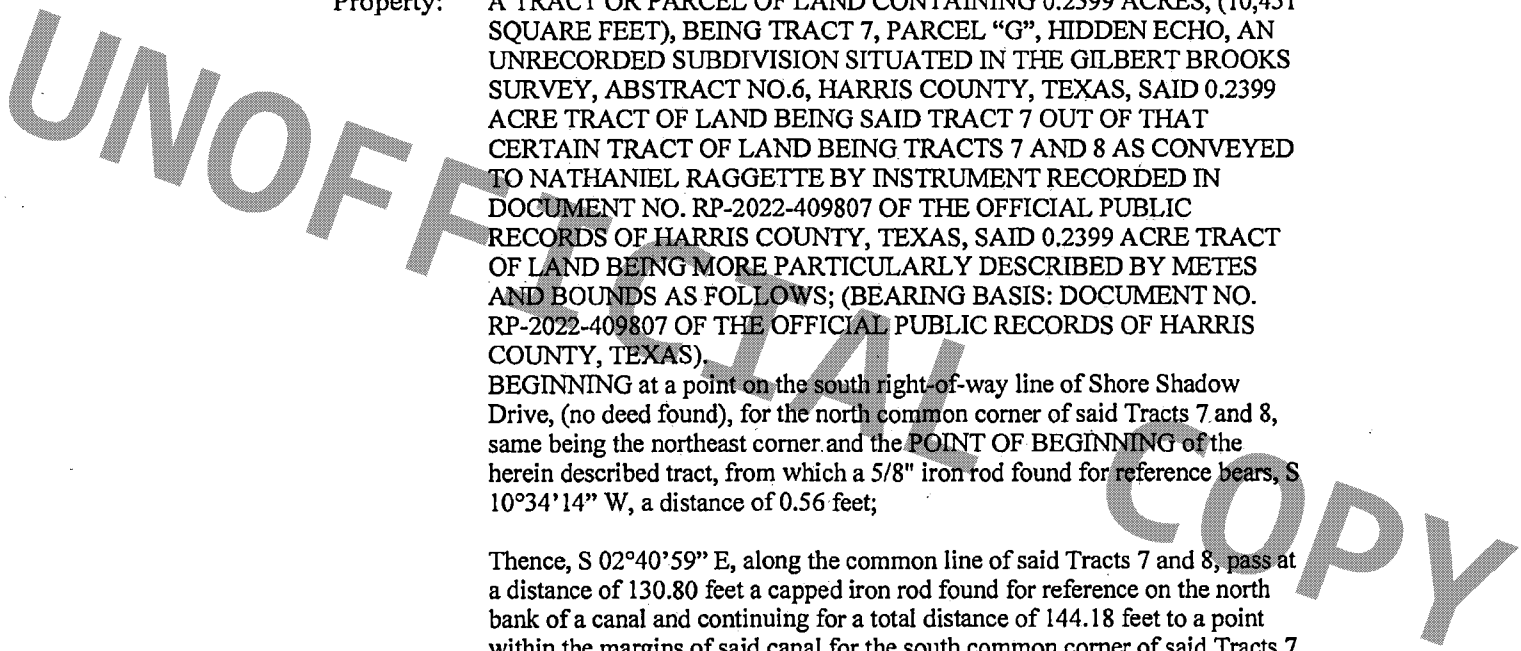 Property: A TRACT OR PARCEL OF LAND CONTAINING 0.2399 ACRES, (10,451
SQUARE FEET), BEING TRACT 7, PARCEL “G”, HIDDEN ECHO, AN
UNRECORDED SUBDIVISION SITUATED IN THE GILBERT BROOKS
SURVEY, ABSTRACT NO.6, HARRIS COUNTY, TEXAS, SAID 0.2399
ACRE TRACT OF LAND BEING SAID TRACT 7 OUT OF THAT
CERTAIN TRACT OF LAND BEING TRACTS 7 AND 8 AS CONVEYED
TO NATHANIEL RAGGETTE BY INSTRUMENT RECORDED IN
DOCUMENT NO. RP-2022-409807 OF THE OFFICIAL PUBLIC
RECORDS OF HARRIS COUNTY, TEXAS, SAID 0.2399 ACRE TRACT
OF LAND BEING MORE PARTICULARLY DESCRIBED BY METES
AND BOUNDS AS FOLLOWS; (BEARING BASIS: DOCUMENT NO.
RP-2022-409807 OF THE OFFICIAL PUBLIC RECORDS OF HARRIS
COUNTY, TEXAS).
BEGINNING at a point on the south right-of-way line of Shore Shadow
Drive, (no deed found), for the north common corner of said Tracts 7 and 8,
same being the northeast corner and the POINT OF BEGINNING of the
herein described tract, from which a 5/8" iron rod found for reference bears, S
10°34’14” W, a distance of 0.56 feet;
Thence, S 02°40’59” E, along the common line of said Tracts 7 and 8, pass at
a distance of 130.80 feet a capped iron rod found for reference on the north
bank of a canal and continuing for a total distance of 144.18 feet to a point
within the margins of said canal for the south common corner of said Tracts 7
UNOFFICIAL COPY